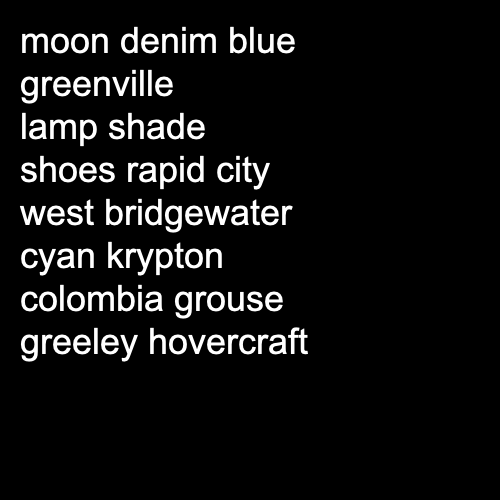 moon denim blue
greenville
lamp shade
shoes rapid city
west bridgewater
cyan krypton
colombia grouse
greeley hovercraft